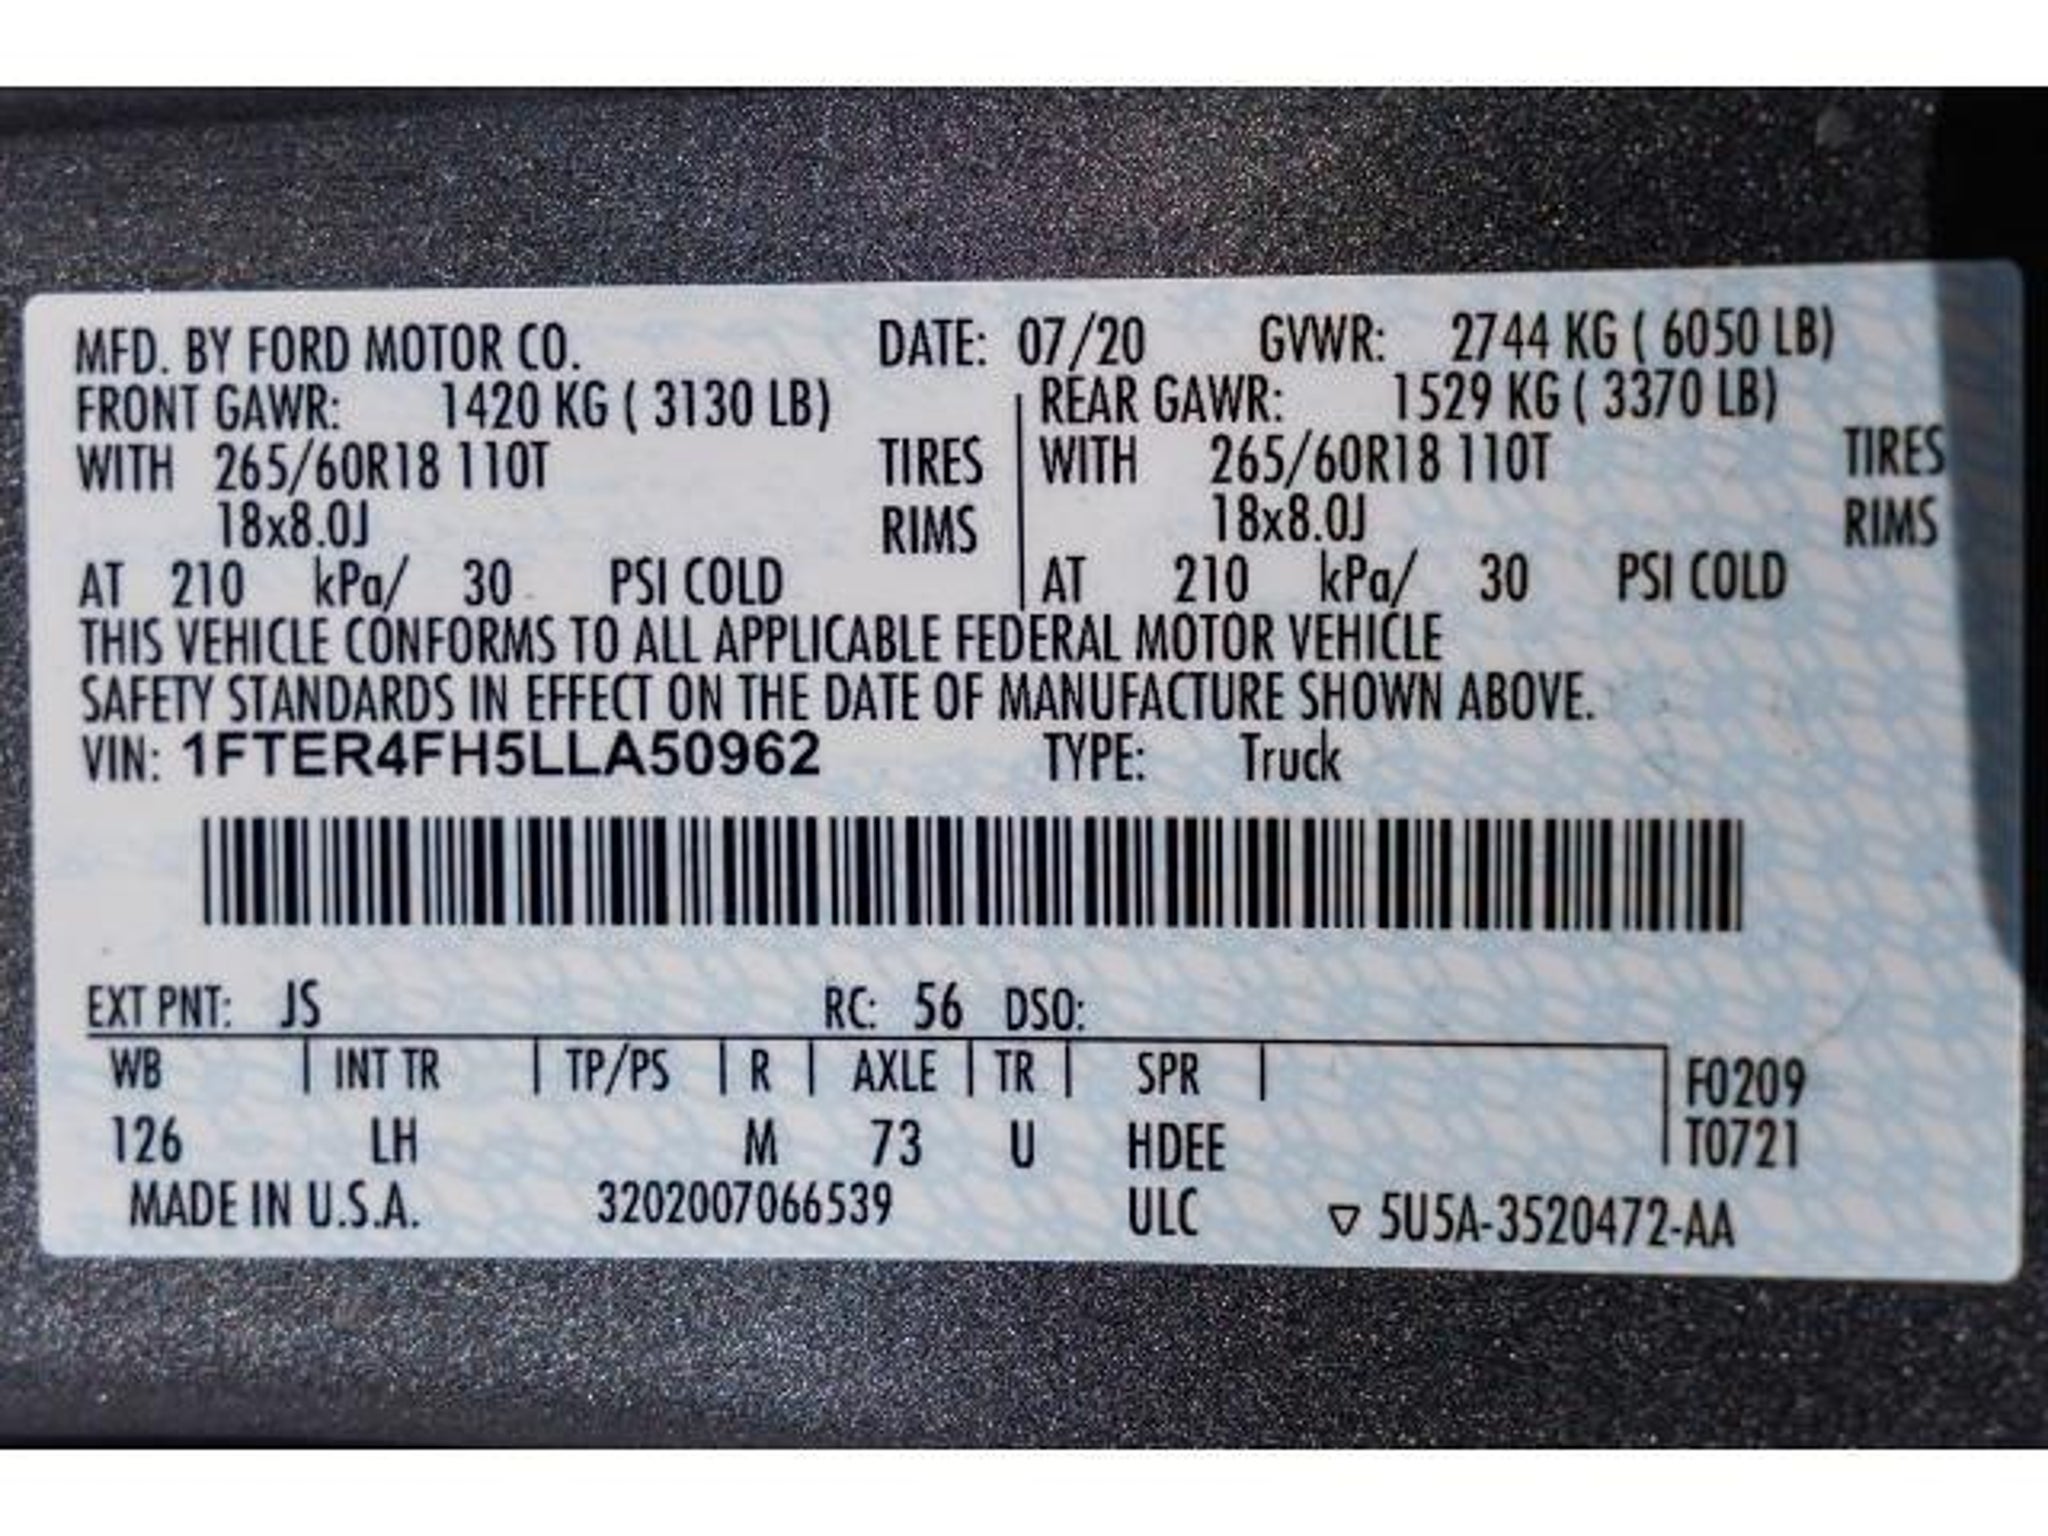 MFD. BY FORD MOTOR CO. DATE: 07/20 GVWR: 2744 KG ( 6050 LB)
FRONT GAWR: 1420 KG ( 3130 LB) REAR GAWR: 1529 KG ( 3370 LB)
WITH 265/60R18 110T TIRES WITH 265/60R18 110T TIRES
18x8.0J RIMS 18x8.0J RIMS
AT 210 kPa/ 30 PSI COLD AT 210 kPa/ 30 PSI COLD
THIS VEHICLE CONFORMS TO ALL APPLICABLE FEDERAL MOTOR VEHICLE
SAFETY STANDARDS IN EFFECT ON THE DATE OF MANUFACTURE SHOWN ABOVE.
VIN: 1FTER4FH5LLA50962 TYPE: Truck
EXT PNT: JS RC: 56 DSO:
WB INT TR TP/PS R AXLE TR SPR F0209
126 LH M 73 U HDEE T0721
MADE IN U.S.A. 3202007066539 ULC ▽ 5U5A-3520472-AA